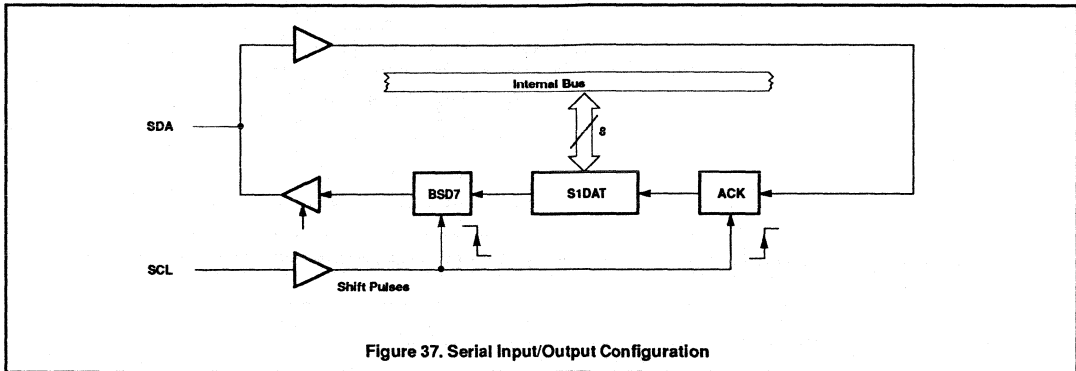 Internal Bus
SDA
8
BSD7
S1DAT
ACK
SCL
Shift Pulses
Figure 37. Serial Input/Output Configuration